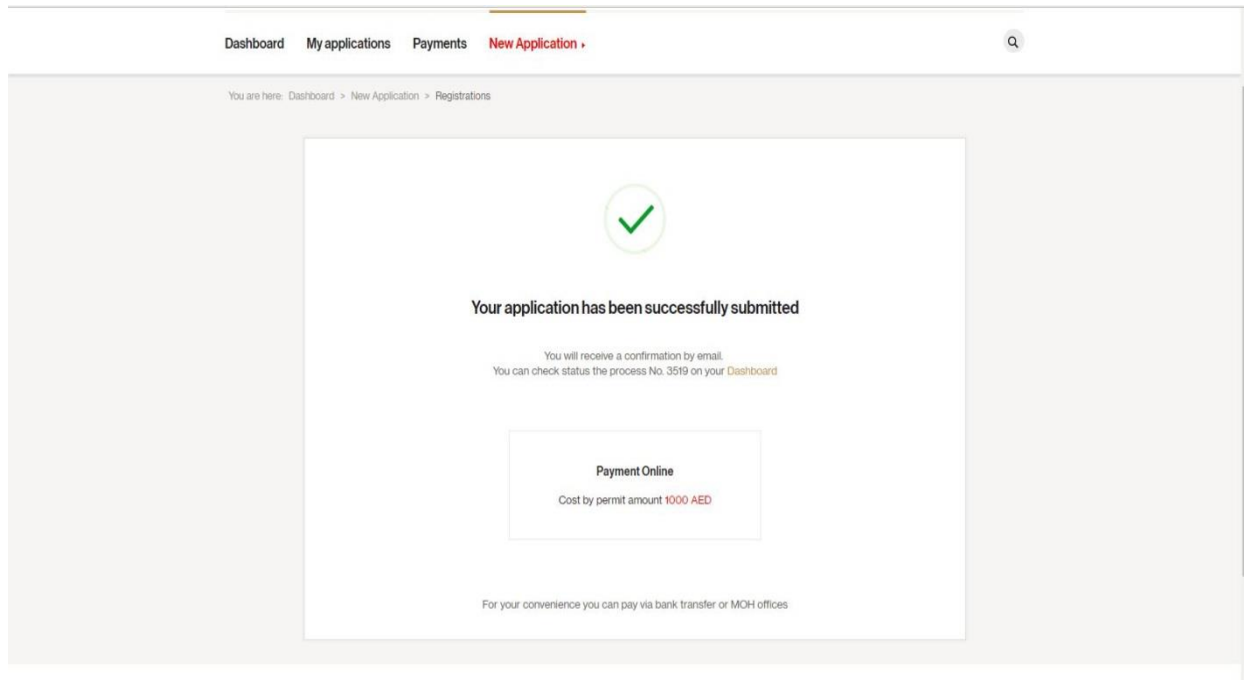 Dashboard My applications Payments New Application
You are here: Dashboard > New Application > Registrations
Your application has been successfully submitted
You will receive a confirmation by email.
You can check status the process No. 3519 on your Dashboard
Payment Online
Cost by permit amount 1000 AED
For your convenience you can pay via bank transfer or MOH offices